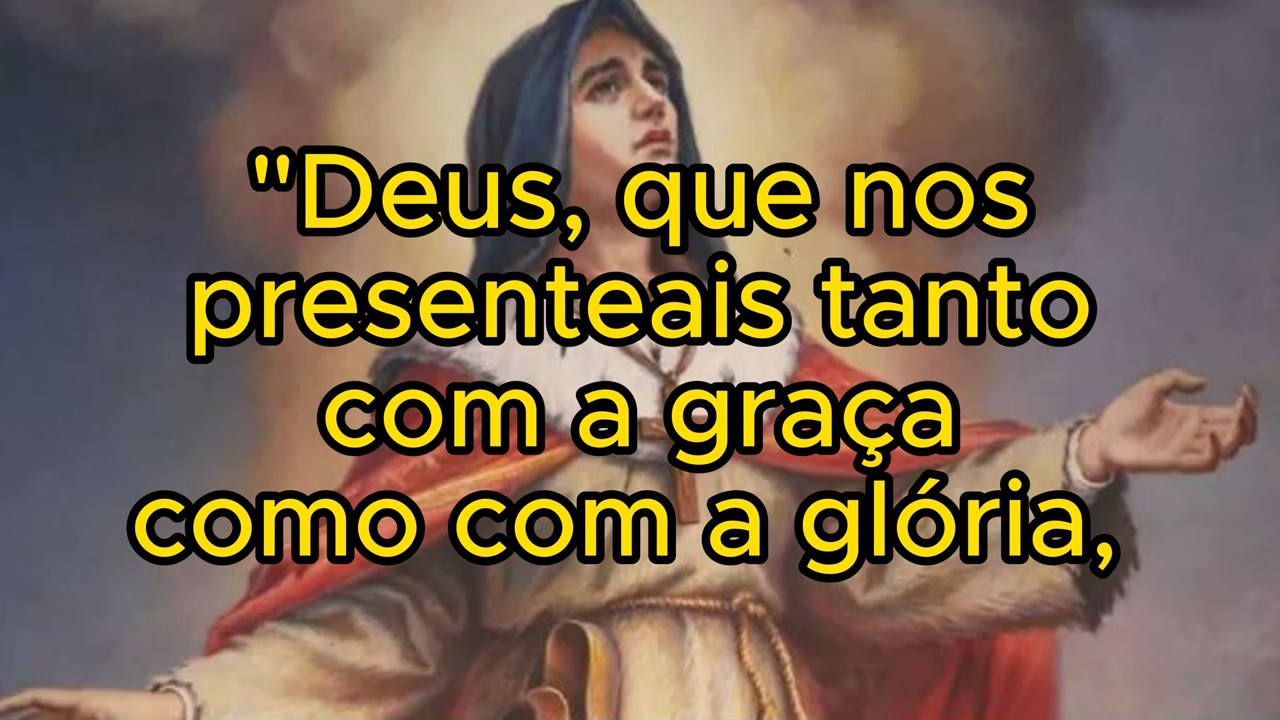 "Deus, que nos
presenteais tanto
com a graça
como com a glória,